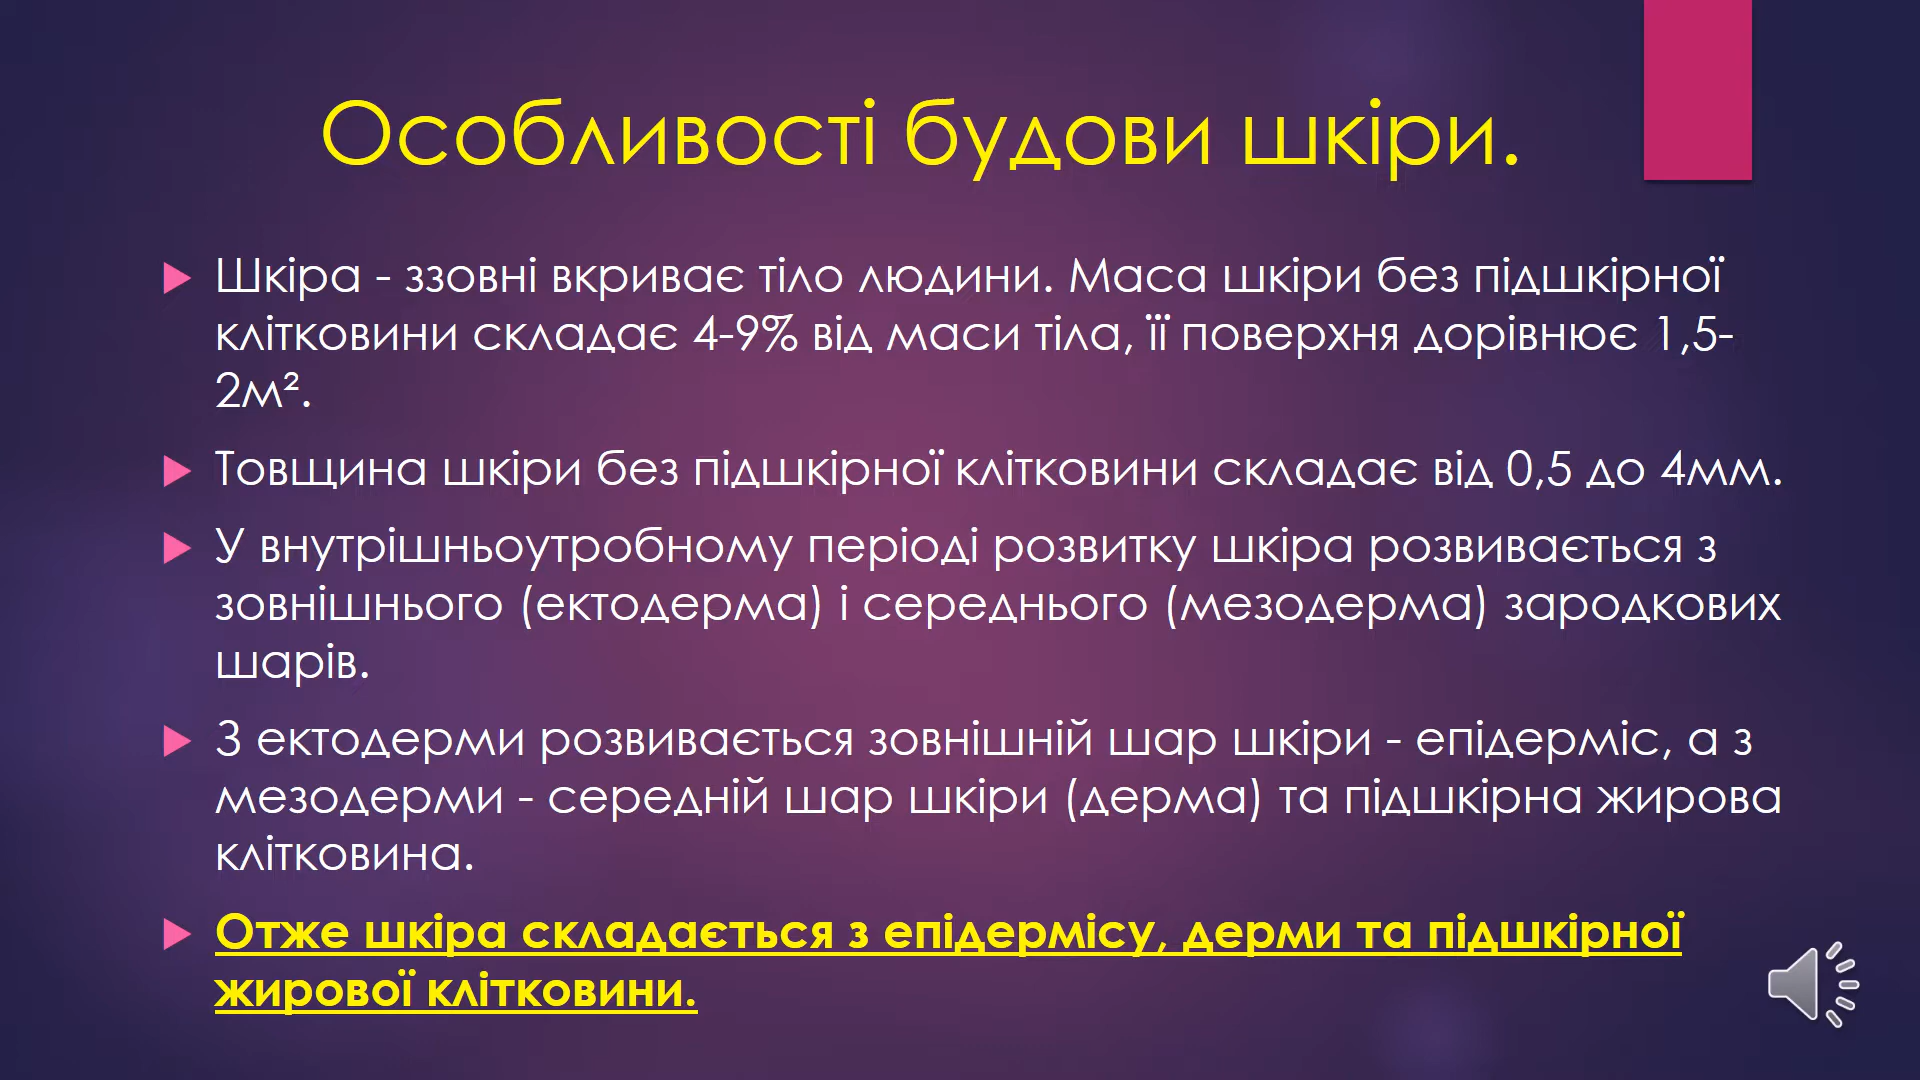 Особливості будови шкіри.
Шкіра - ззовні вкриває тіло людини. Маса шкіри без підшкірної
клітковини складає 4-9% від маси тіла, її поверхня дорівнює 1,5-
2м².
Товщина шкіри без підшкірної клітковини складає від 0,5 до 4мм.
У внутрішньоутробному періоді розвитку шкіра розвивається з
зовнішнього (ектодерма) і середнього (мезодерма) зародкових
шарів.
З ектодерми розвивається зовнішній шар шкіри - епідерміс, а з
мезодерми - середній шар шкіри (дерма) та підшкірна жирова
клітковина.
Отже шкіра складається з епідермісу, дерми та підшкірної
жирової клітковини.